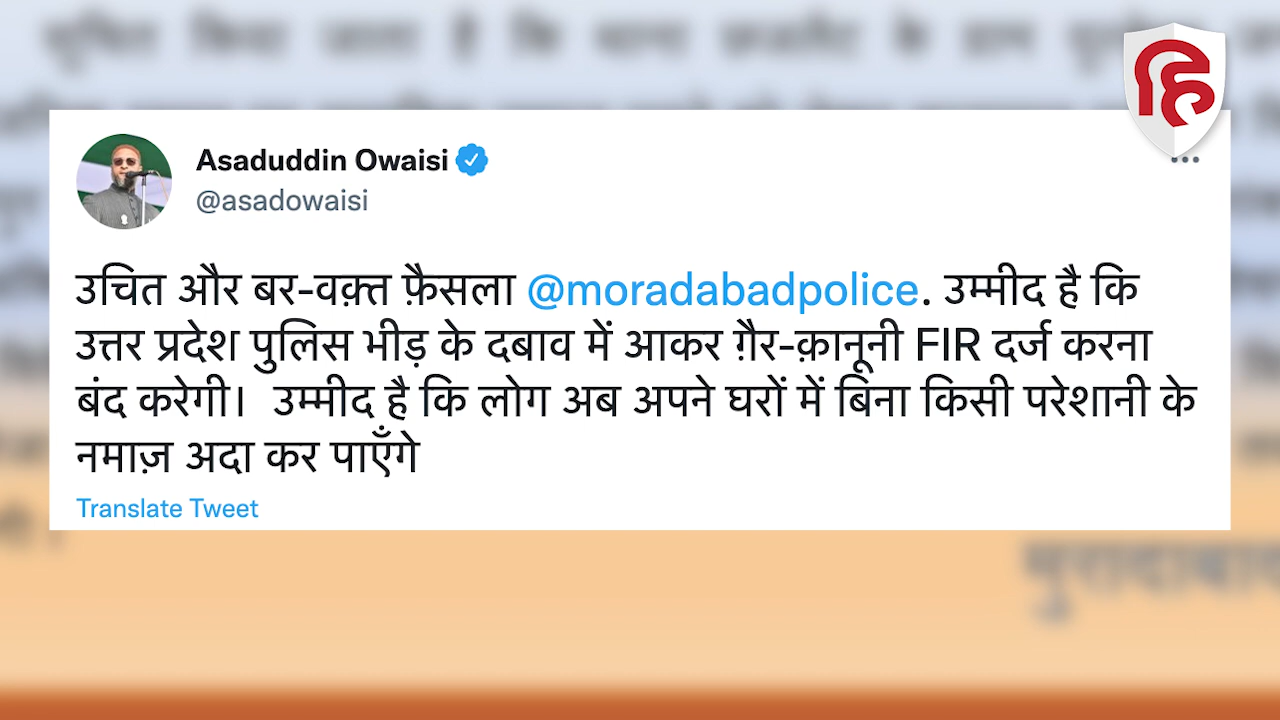 सूचित किया जाता है कि थाना छजलैट के ग्राम
हि
Asaduddin Owaisi
@asadowaisi
उचित और बर-वक़्त फ़ैसला @moradabadpolice. उम्मीद है कि
उत्तर प्रदेश पुलिस भीड़ के दबाव में आकर ग़ैर-क़ानूनी FIR दर्ज करना
बंद करेगी। उम्मीद है कि लोग अब अपने घरों में बिना किसी परेशानी के
नमाज़ अदा कर पाएँगे
Translate Tweet
मुरादाबाद